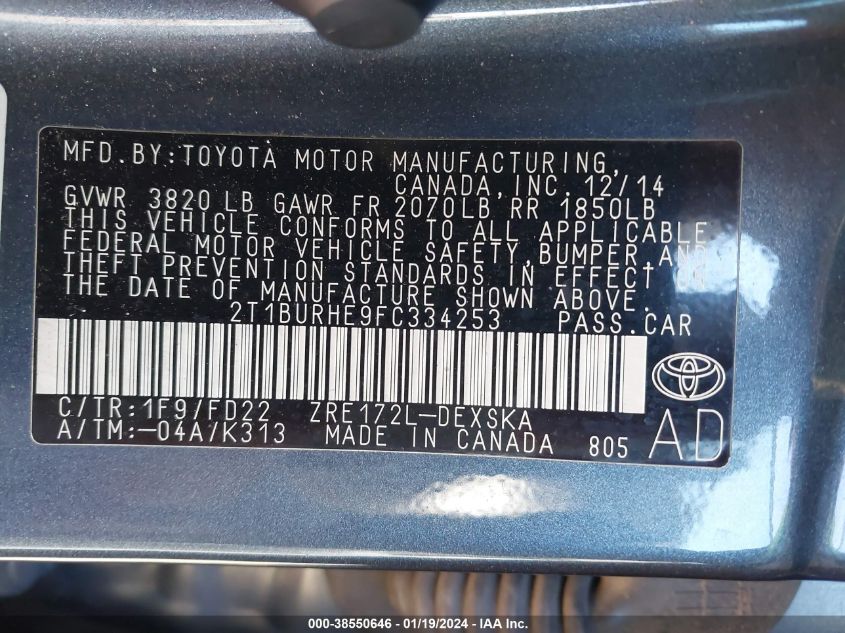 MFD.BY:TOYOTA MOTOR MANUFACTURING,
CANADA,INC. 12/14
GVWR 3820 LB GAWR FR 2070LB RR 1850LB
THIS VEHICLE CONFORMS TO ALL APPLICABLE
FEDERAL MOTOR VEHICLE SAFETY,BUMPER,AND
THEFT PREVENTION STANDARDS IN EFFECT ON
THE DATE OF MANUFACTURE SHOWN ABOVE.
2T1BURHE9FC334253 PASS.CAR
C/TR:1F9/FD22 ZRE172L-DEXSKA
A/TM:-04A/K313 MADE IN CANADA 805 AD
000-38550646 - 01/19/2024 - IAA Inc.